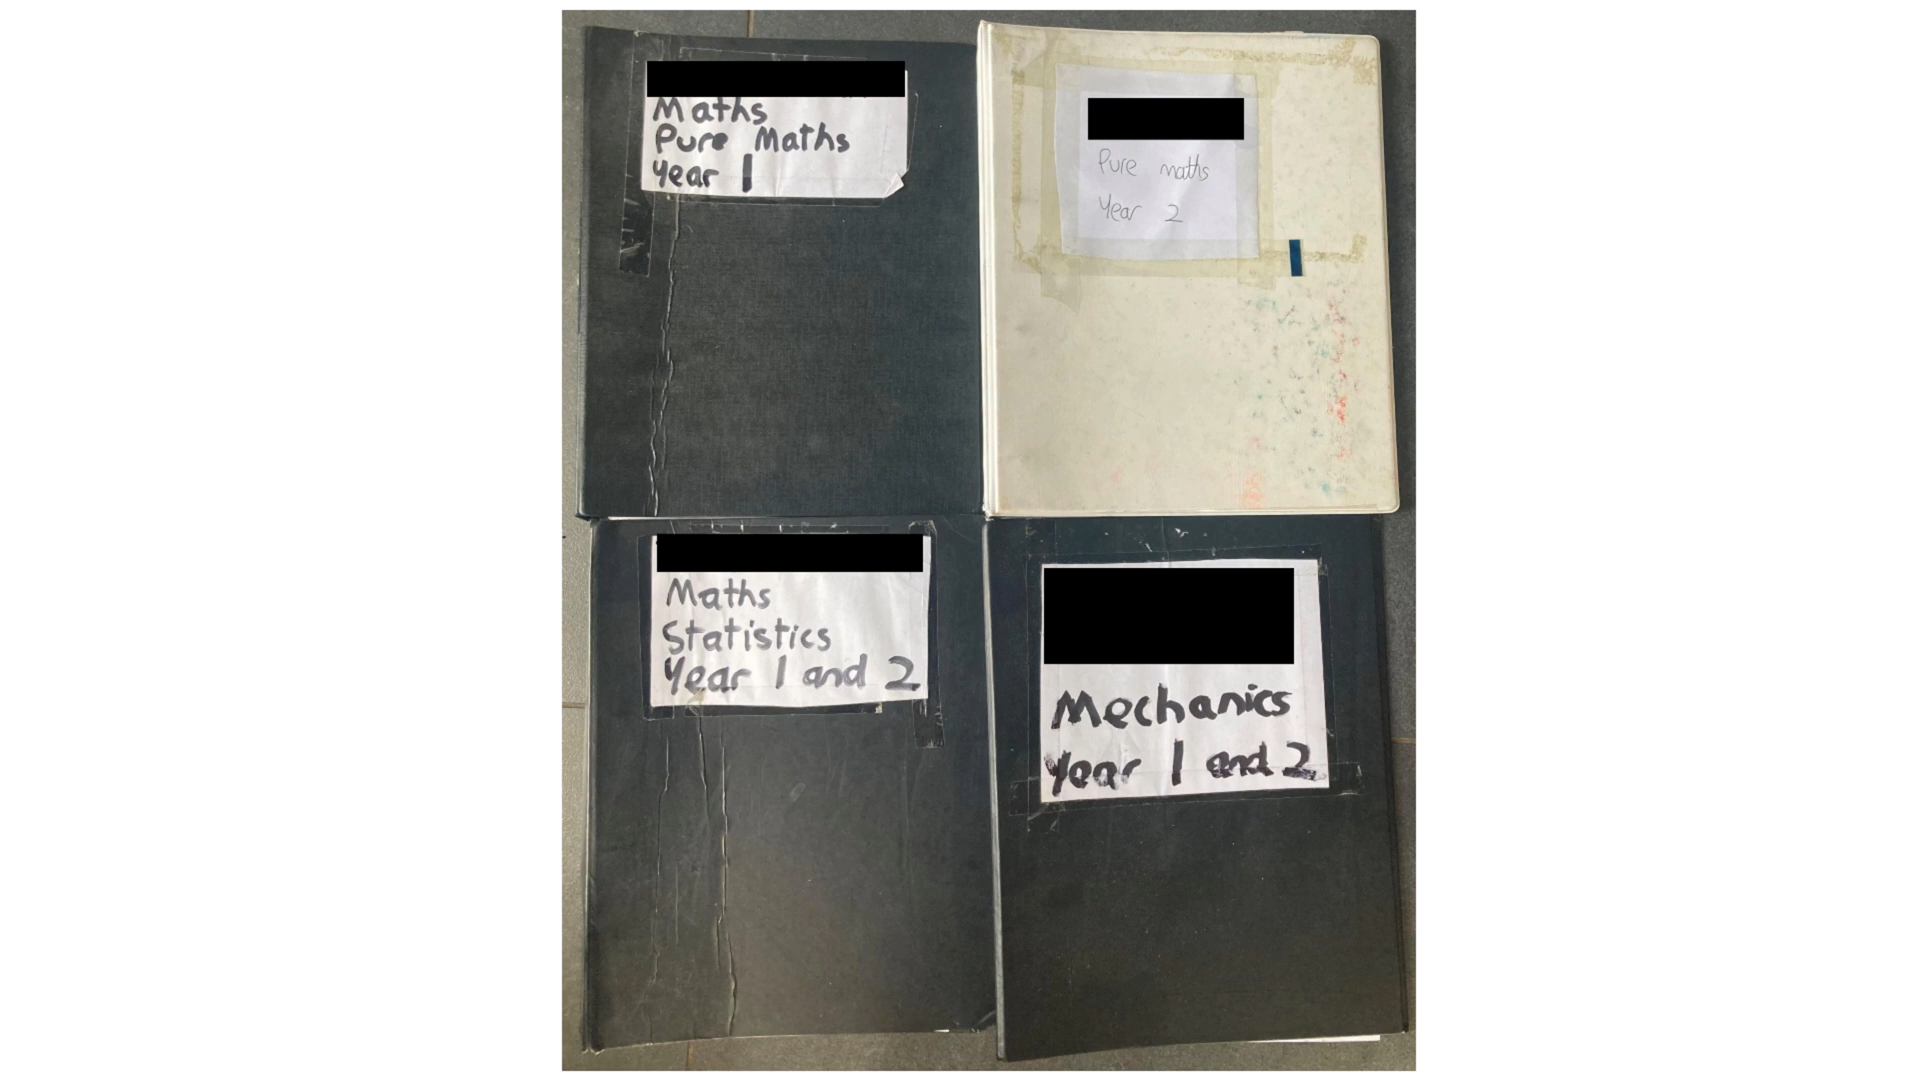 Maths
Pure Maths
Year 1
Pure maths
Year 2
Maths
Statistics
Year 1 and 2
Mechanics
Year 1 and 2